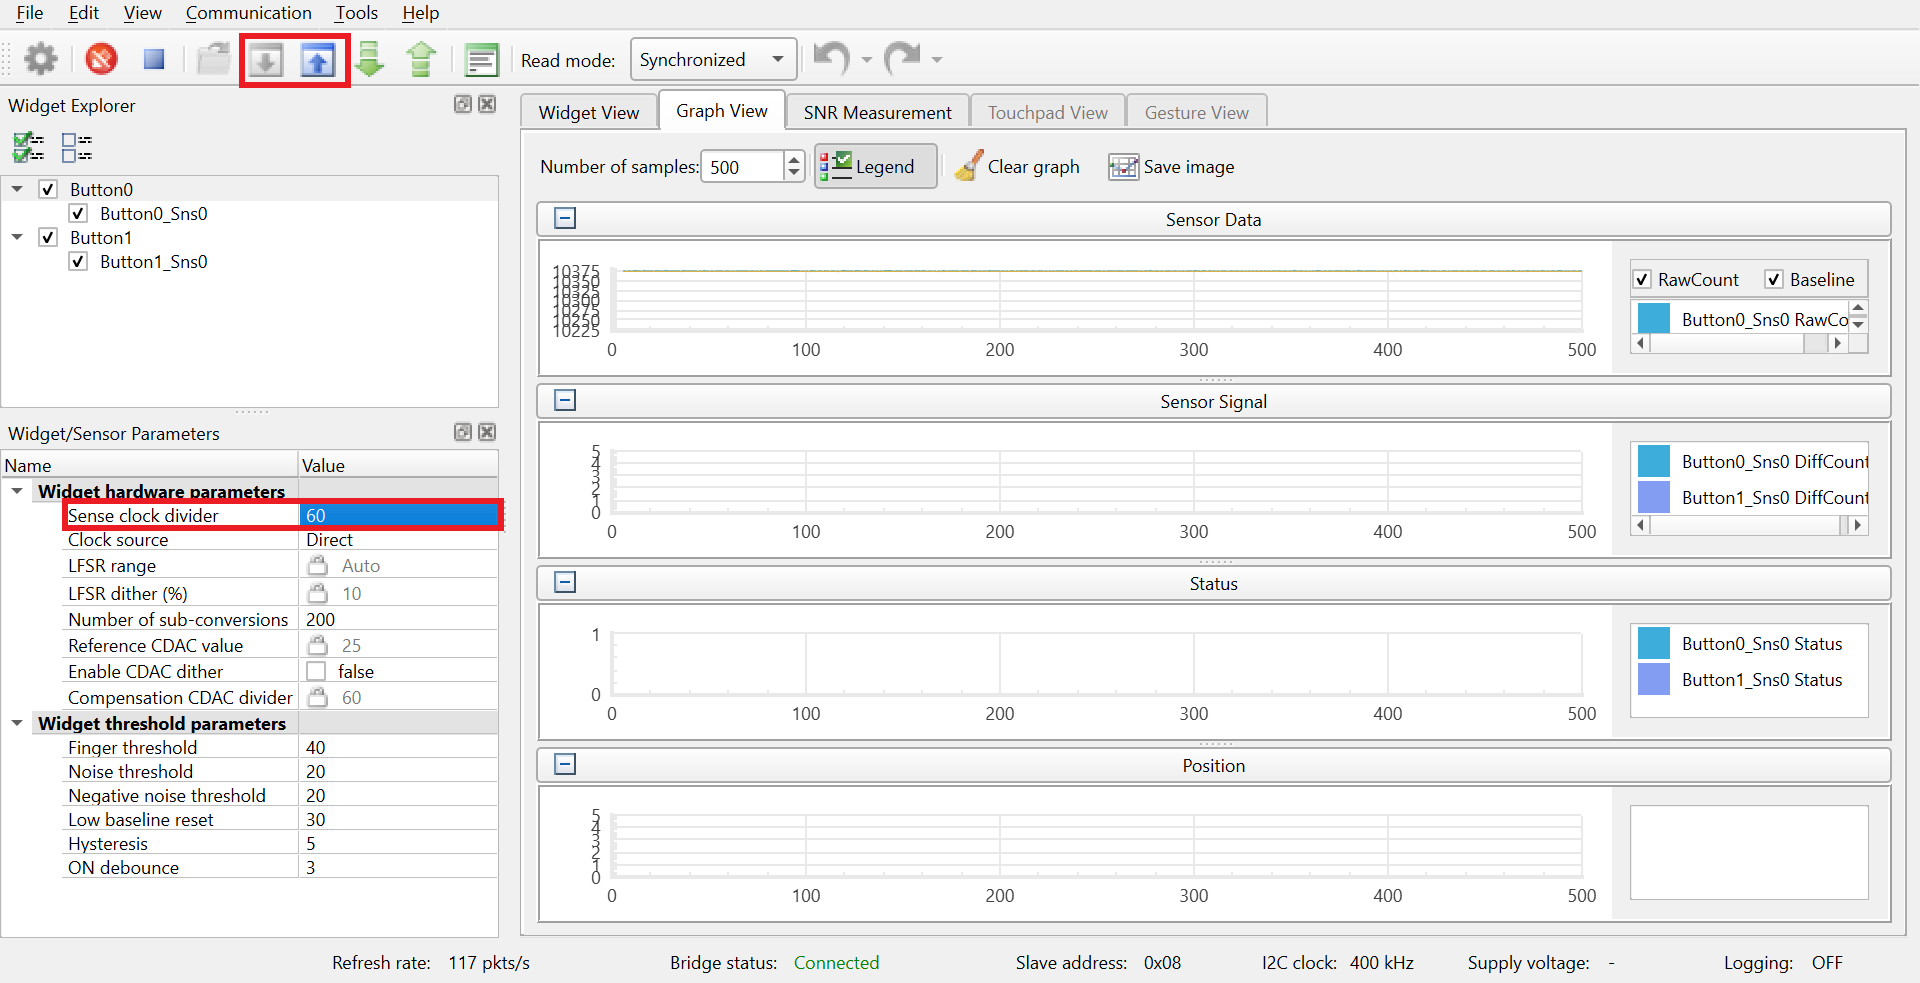 File Edit View Communication Tools Help
Read mode: Synchronized
Widget Explorer
Button0
Button0_Sns0
Button1
Button1_Sns0
Widget/Sensor Parameters
Name Value
Widget hardware parameters
Sense clock divider 60
Clock source Direct
LFSR range Auto
LFSR dither (%) 10
Number of sub-conversions 200
Reference CDAC value 25
Enable CDAC dither false
Compensation CDAC divider 60
Widget threshold parameters
Finger threshold 40
Noise threshold 20
Negative noise threshold 20
Low baseline reset 30
Hysteresis 5
ON debounce 3
Widget View Graph View SNR Measurement Touchpad View Gesture View
Number of samples: 500 Legend Clear graph Save image
Sensor Data
10375
10350
10325
10300
10275
10250
10225
0 100 200 300 400 500
RawCount Baseline
Button0_Sns0 RawCo
Sensor Signal
5
4
3
2
1
0
0 100 200 300 400 500
Button0_Sns0 DiffCount
Button1_Sns0 DiffCount
Status
1
0
0 100 200 300 400 500
Button0_Sns0 Status
Button1_Sns0 Status
Position
5
4
3
2
1
0
0 100 200 300 400 500
Refresh rate: 117 pkts/s Bridge status: Connected Slave address: 0x08 I2C clock: 400 kHz Supply voltage: - Logging: OFF